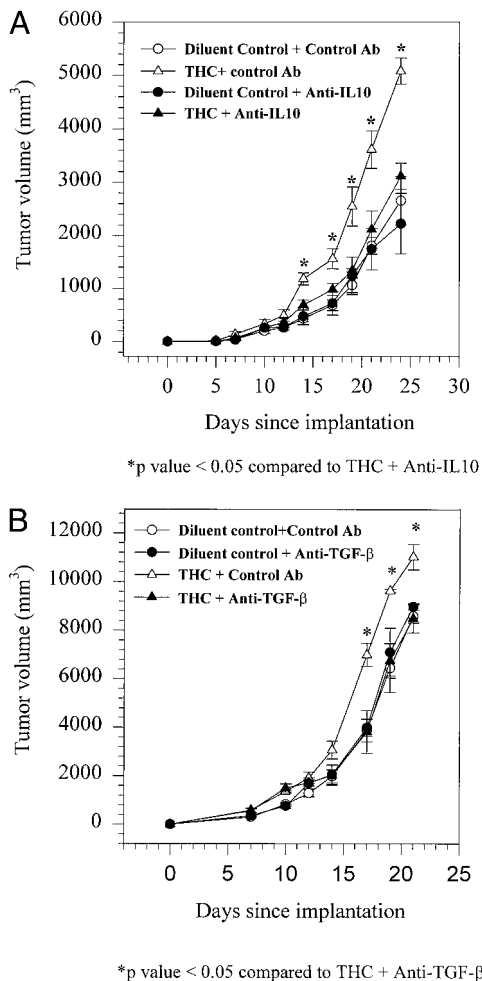 A
6000
5000
4000
3000
2000
1000
0
Tumor volume (mm³)
Diluent Control + Control Ab
THC+ control Ab
Diluent Control + Anti-IL10
THC + Anti-IL10
* * * * * *
0 5 10 15 20 25 30
Days since implantation
*p value < 0.05 compared to THC + Anti-IL10
B
12000
10000
8000
6000
4000
2000
0
Tumor volume (mm³)
Diluent control+Control Ab
Diluent control + Anti-TGF-β
THC + Control Ab
THC + Anti-TGF-β
* * *
0 5 10 15 20 25
Days since implantation
*p value < 0.05 compared to THC + Anti-TGF-β